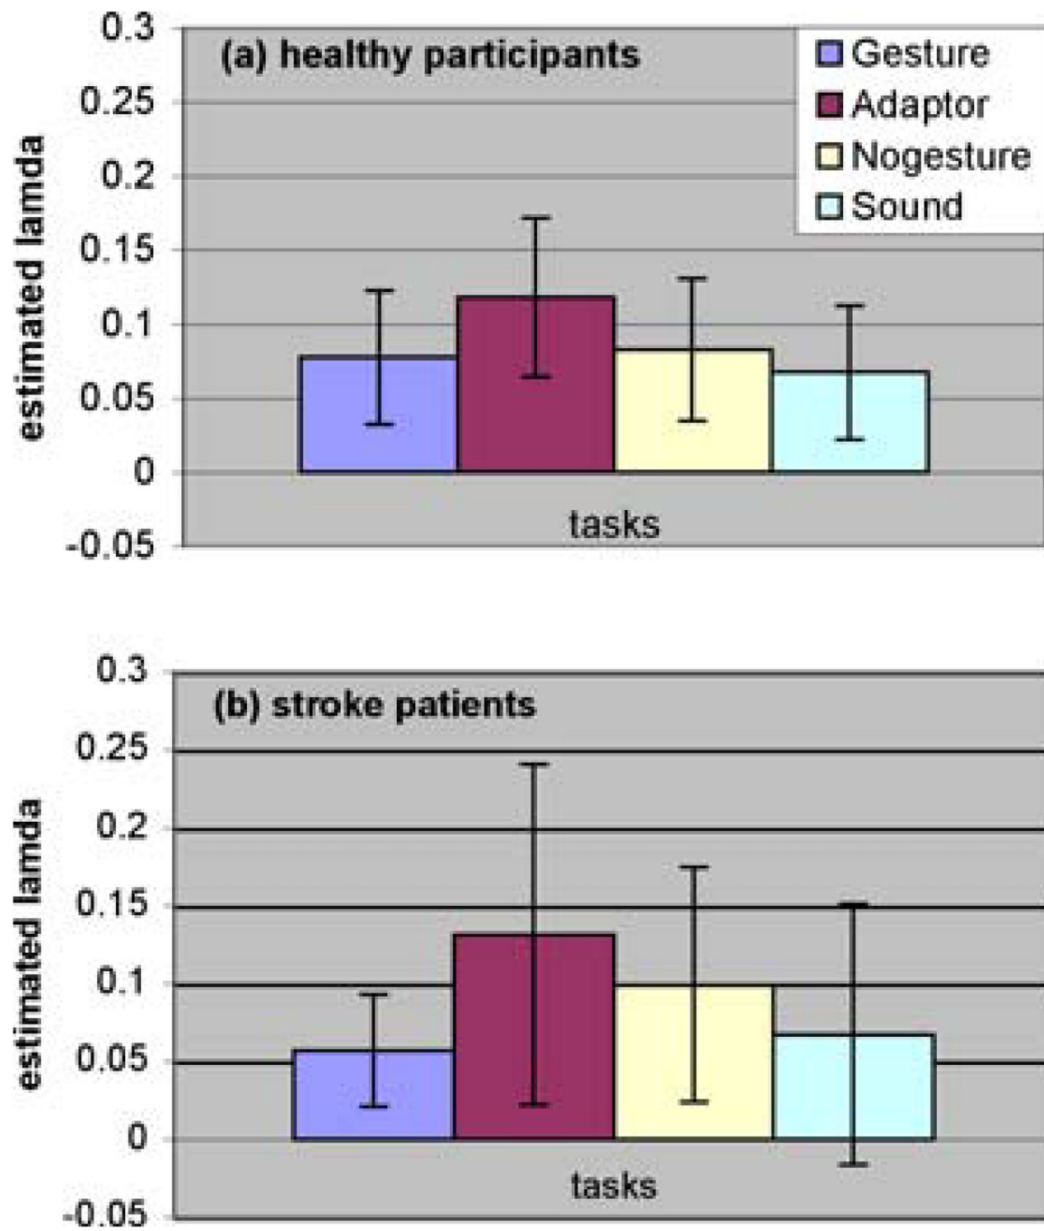 (a) healthy participants
Gesture
Adaptor
Nogesture
Sound
estimated lamda
0.3
0.25
0.2
0.15
0.1
0.05
0
-0.05
tasks
(b) stroke patients
estimated lamda
0.3
0.25
0.2
0.15
0.1
0.05
0
-0.05
tasks